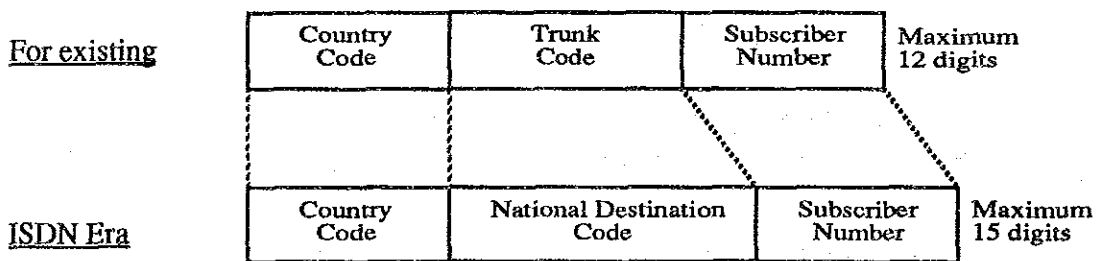 For existing
Country Code
Trunk Code
Subscriber Number
Maximum 12 digits
ISDN Era
Country Code
National Destination Code
Subscriber Number
Maximum 15 digits